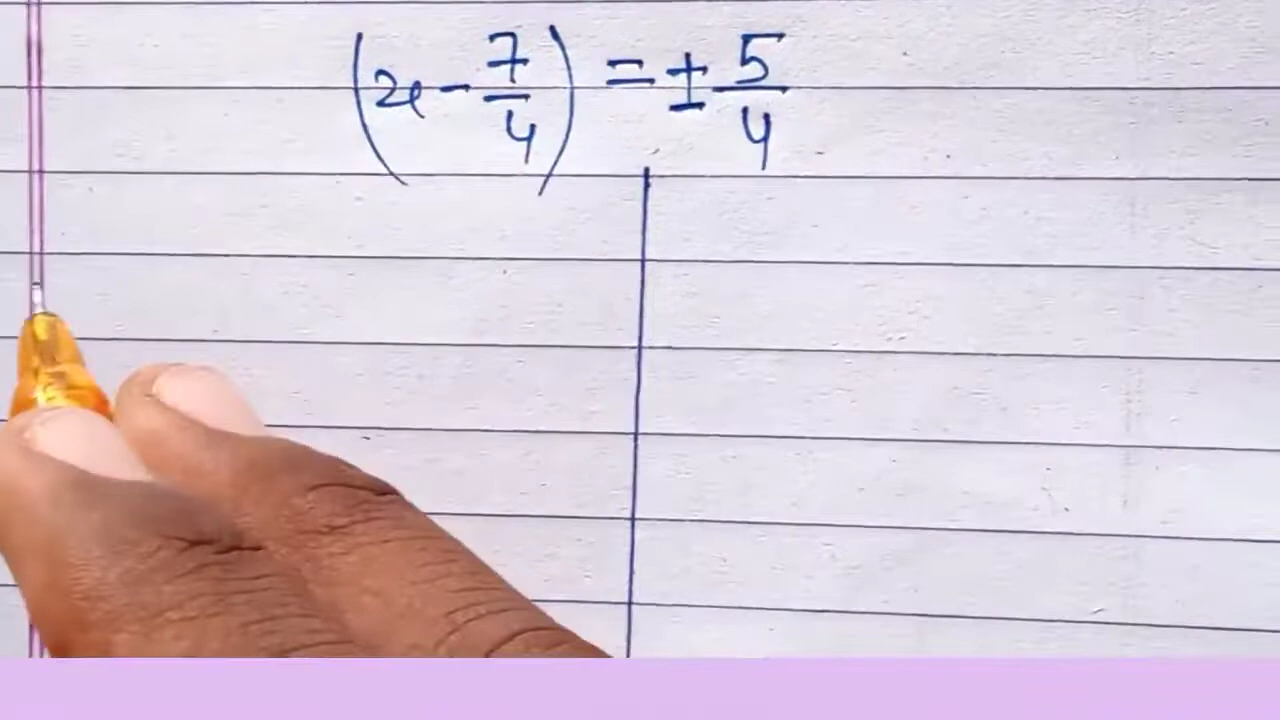 (x - 7/4) = ± 5/4